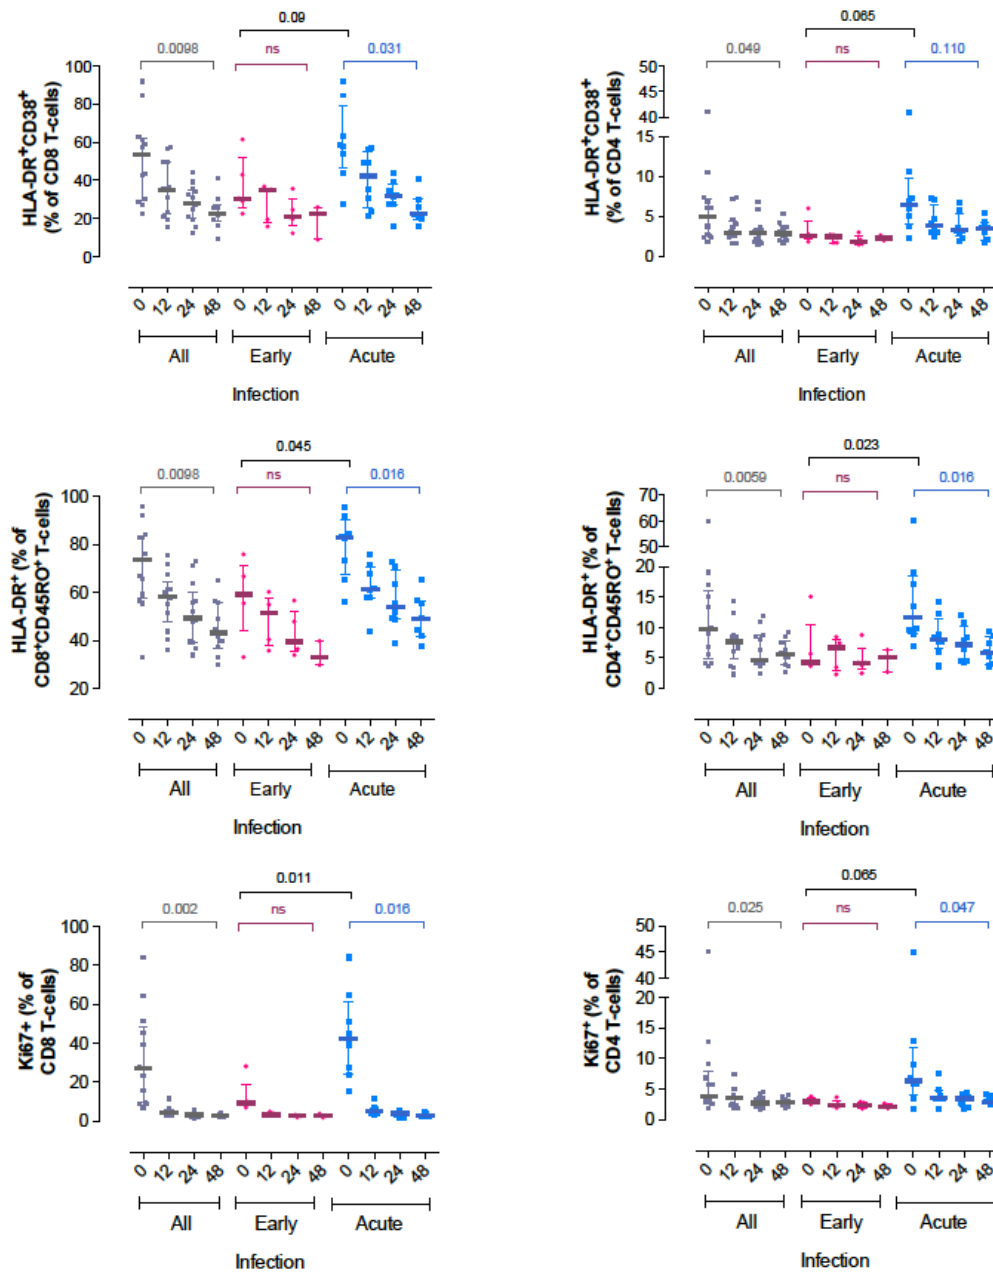 0.09
0.0098 ns 0.031
HLA-DR+CD38+
(% of CD8 T-cells)
100
80
60
40
20
0
0 12 24 48 0 12 24 48 0 12 24 48
All Early Acute
Infection
0.065
0.049 ns 0.110
HLA-DR+CD38+
(% of CD4 T-cells)
50
45
40
15
10
5
0
0 12 24 48 0 12 24 48 0 12 24 48
All Early Acute
Infection
0.045
0.0098 ns 0.016
HLA-DR+ (% of
CD8+CD45RO+ T-cells)
100
80
60
40
20
0 12 24 48 0 12 24 48 0 12 24 48
All Early Acute
Infection
0.023
0.0059 ns 0.016
HLA-DR+ (% of
CD4+CD45RO+ T-cells)
70
60
50
20
15
10
5
0
0 12 24 48 0 12 24 48 0 12 24 48
All Early Acute
Infection
0.011
0.002 ns 0.016
Ki67+ (% of
CD8 T-cells)
100
80
60
40
20
0
0 12 24 48 0 12 24 48 0 12 24 48
All Early Acute
Infection
0.065
0.025 ns 0.047
Ki67+ (% of
CD4 T-cells)
50
45
40
20
15
10
5
0
0 12 24 48 0 12 24 48 0 12 24 48
All Early Acute
Infection